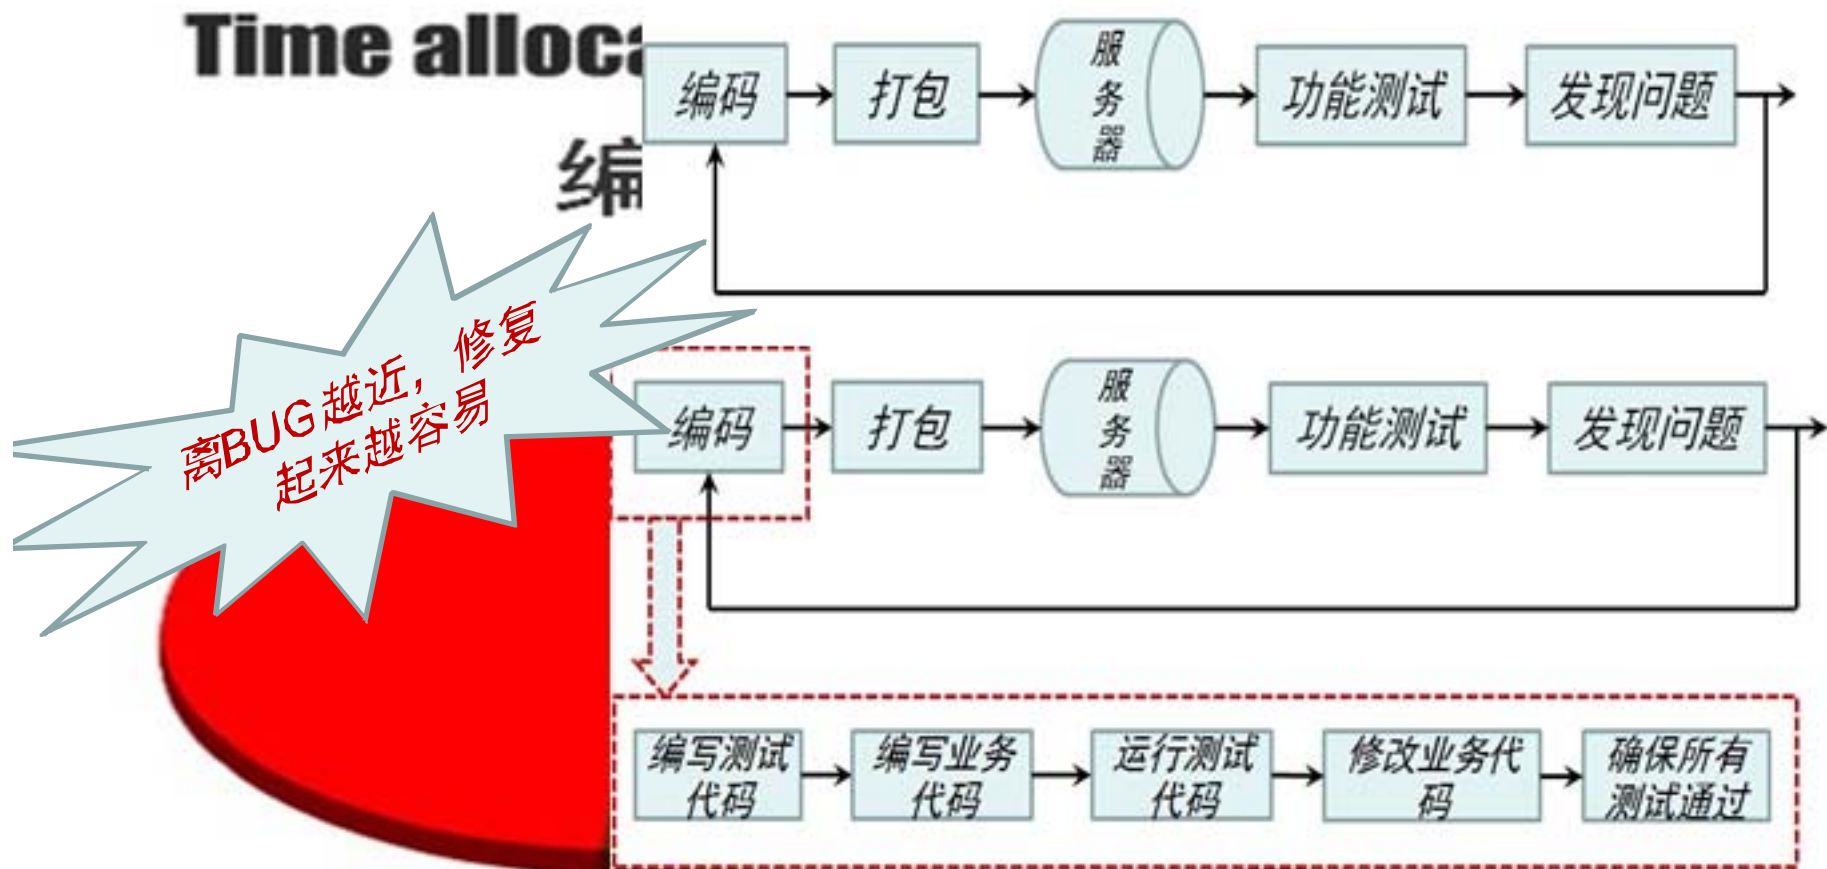 Time alloca
编
编码
打包
服
务
器
功能测试
发现问题
离BUG越近，修复
起来越容易
编码
打包
服
务
器
功能测试
发现问题
编写测试
代码
编写业务
代码
运行测试
代码
修改业务代
码
确保所有
测试通过